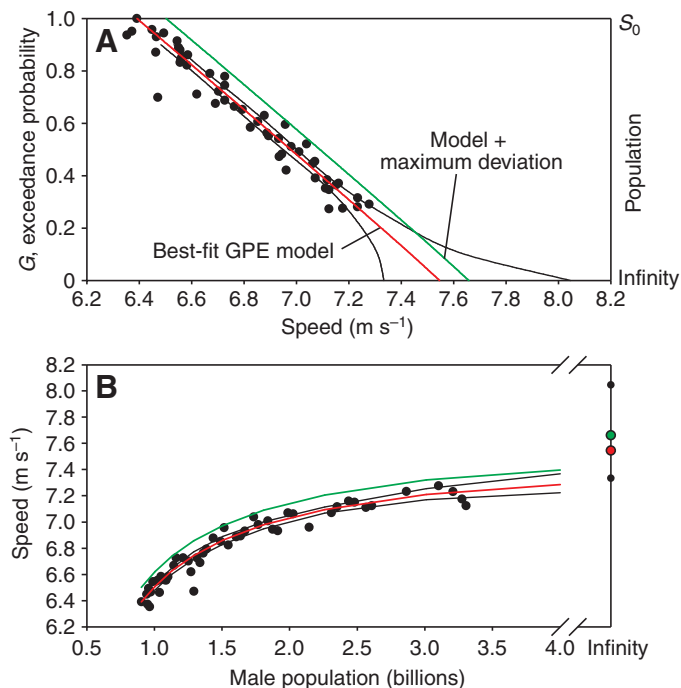 A
G, exceedance probability
1.0
0.8
0.6
0.4
0.2
0
S₀
Population
Infinity
Model +
maximum deviation
Best-fit GPE model
6.2 6.4 6.6 6.8 7.0 7.2 7.4 7.6 7.8 8.0 8.2
Speed (m s⁻¹)
B
Speed (m s⁻¹)
8.2
8.0
7.8
7.6
7.4
7.2
7.0
6.8
6.6
6.4
6.2
0.5 1.0 1.5 2.0 2.5 3.0 3.5 4.0 Infinity
Male population (billions)